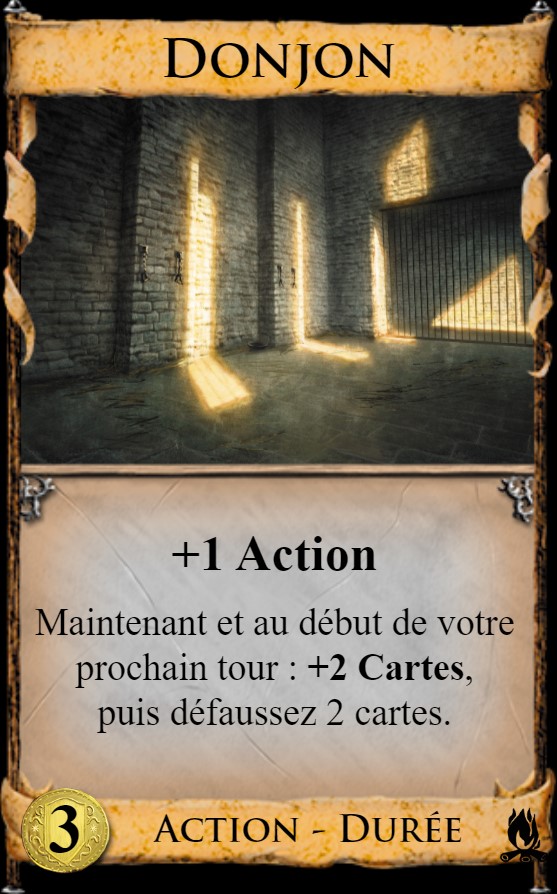 Donjon
+1 Action
Maintenant et au début de votre
prochain tour : +2 Cartes,
puis défaussez 2 cartes.
3
Action - Durée